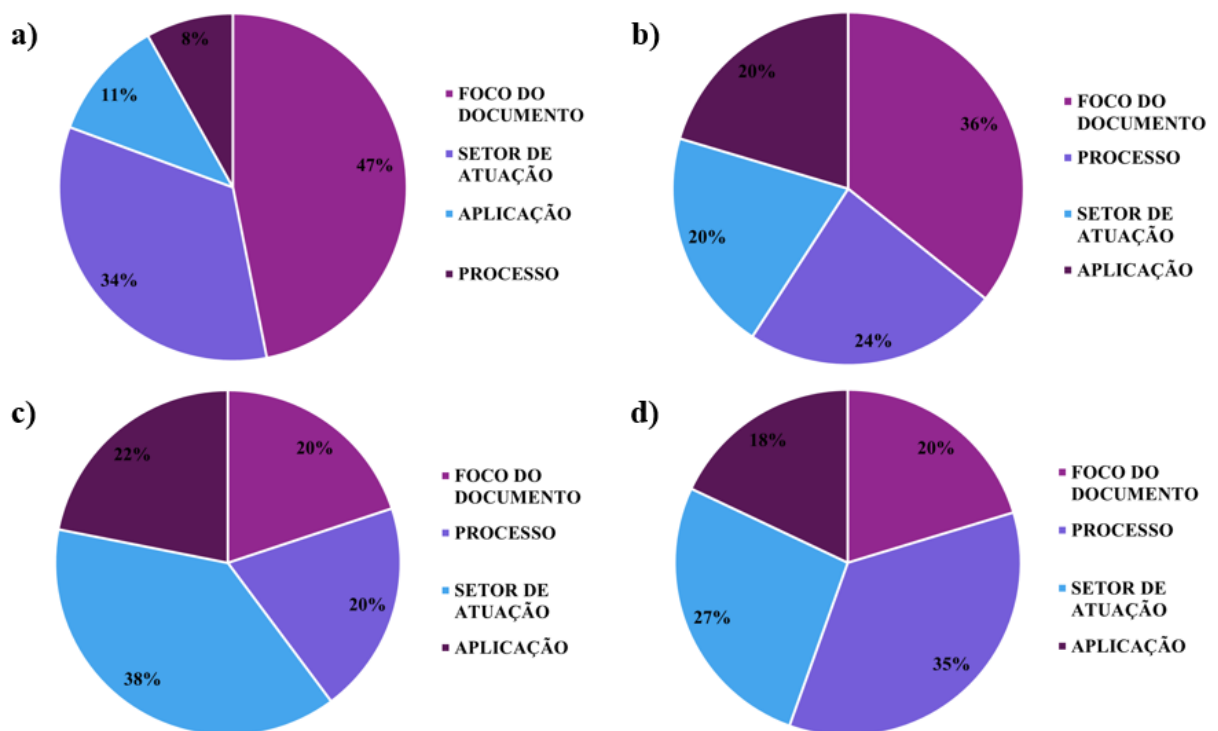 a)
8%
11%
47%
34%
FOCO DO
DOCUMENTO
SETOR DE
ATUAÇÃO
APLICAÇÃO
PROCESSO
b)
20%
36%
20%
24%
FOCO DO
DOCUMENTO
PROCESSO
SETOR DE
ATUAÇÃO
APLICAÇÃO
c)
22%
20%
20%
38%
FOCO DO
DOCUMENTO
PROCESSO
SETOR DE
ATUAÇÃO
APLICAÇÃO
d)
18%
20%
27%
35%
FOCO DO
DOCUMENTO
PROCESSO
SETOR DE
ATUAÇÃO
APLICAÇÃO